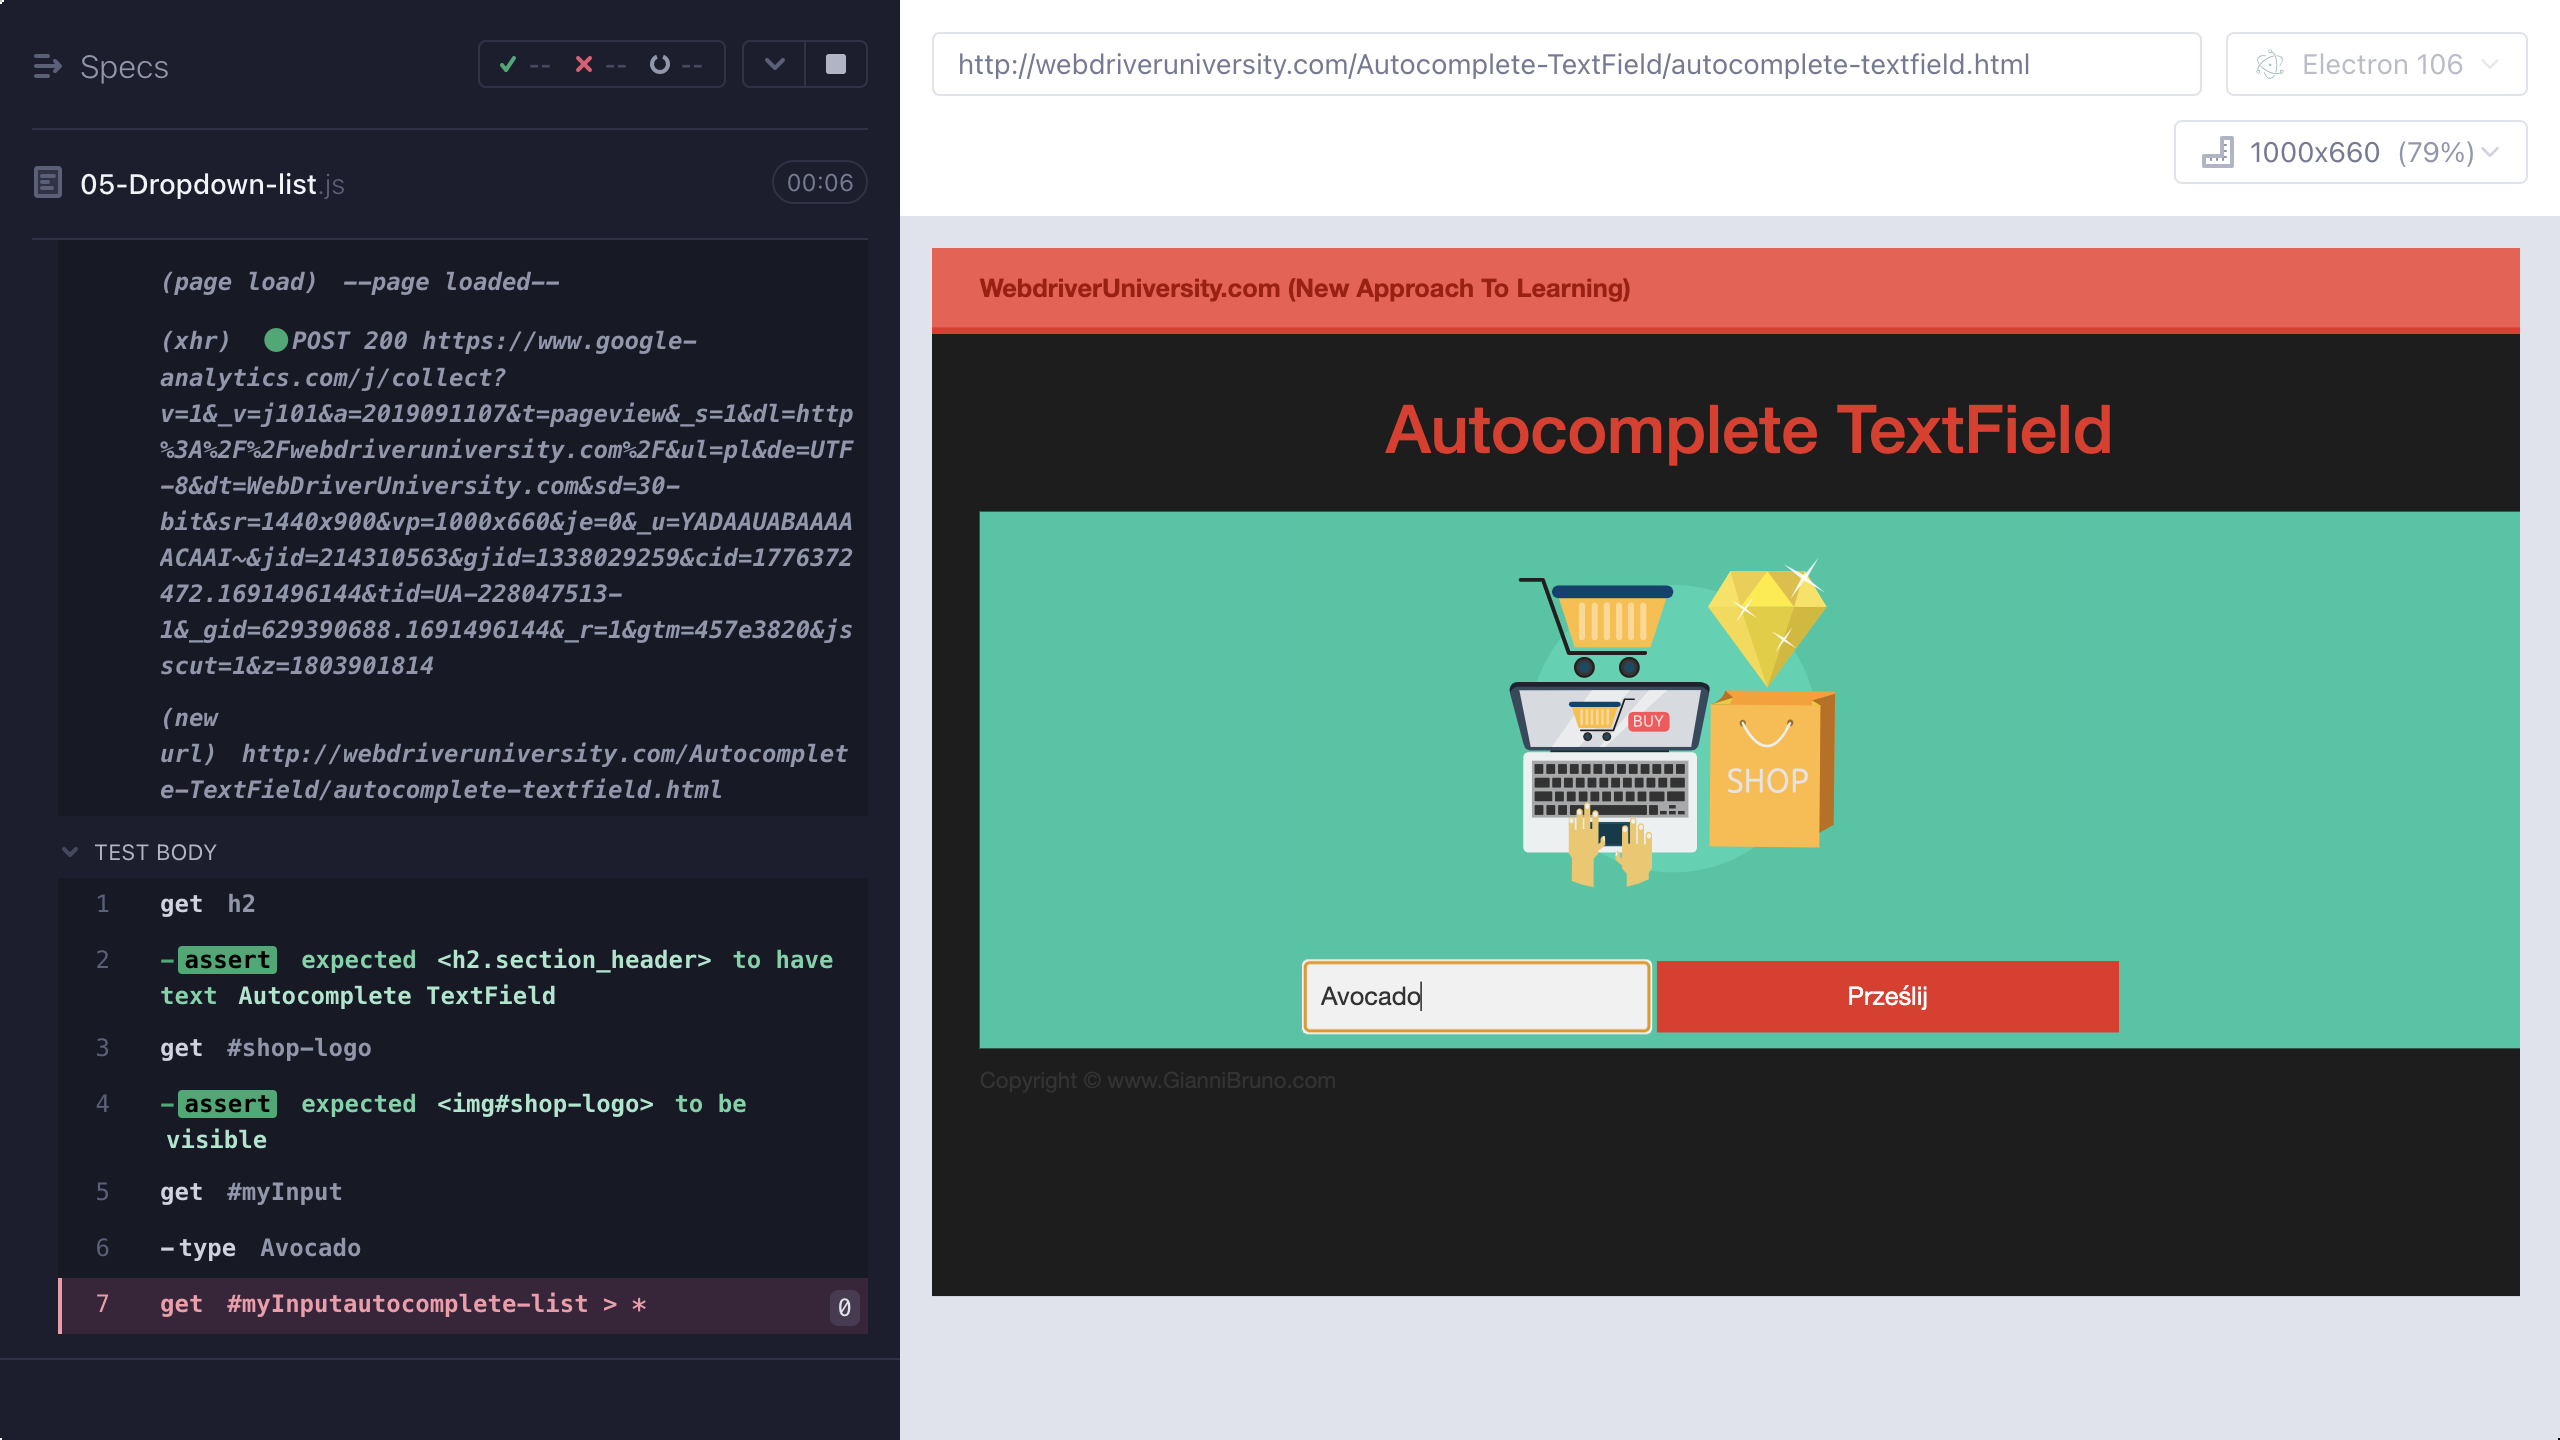 Specs
-- -- --
05-Dropdown-list.js 00:06
(page load) --page loaded--
(xhr) POST 200 https://www.google-
analytics.com/j/collect?
v=1&_v=j101&a=2019091107&t=pageview&_s=1&dl=http
%3A%2F%2Fwebdriveruniversity.com%2F&ul=pl&de=UTF
-8&dt=WebDriverUniversity.com&sd=30-
bit&sr=1440x900&vp=1000x660&je=0&_u=YADAAUABAAAA
ACAAI~&jid=214310563&gjid=1338029259&cid=1776372
472.1691496144&tid=UA-228047513-
1&_gid=629390688.1691496144&_r=1&gtm=457e3820&js
scut=1&z=1803901814
(new
url) http://webdriveruniversity.com/Autocomplet
e-TextField/autocomplete-textfield.html
TEST BODY
1 get h2
2 -assert expected <h2.section_header> to have
text Autocomplete TextField
3 get #shop-logo
4 -assert expected <img#shop-logo> to be
visible
5 get #myInput
6 -type Avocado
7 get #myInputautocomplete-list > * 0
http://webdriveruniversity.com/Autocomplete-TextField/autocomplete-textfield.html
Electron 106
1000x660 (79%)
WebdriverUniversity.com (New Approach To Learning)
Autocomplete TextField
BUY
SHOP
Avocado
Prześlij
Copyright © www.GianniBruno.com